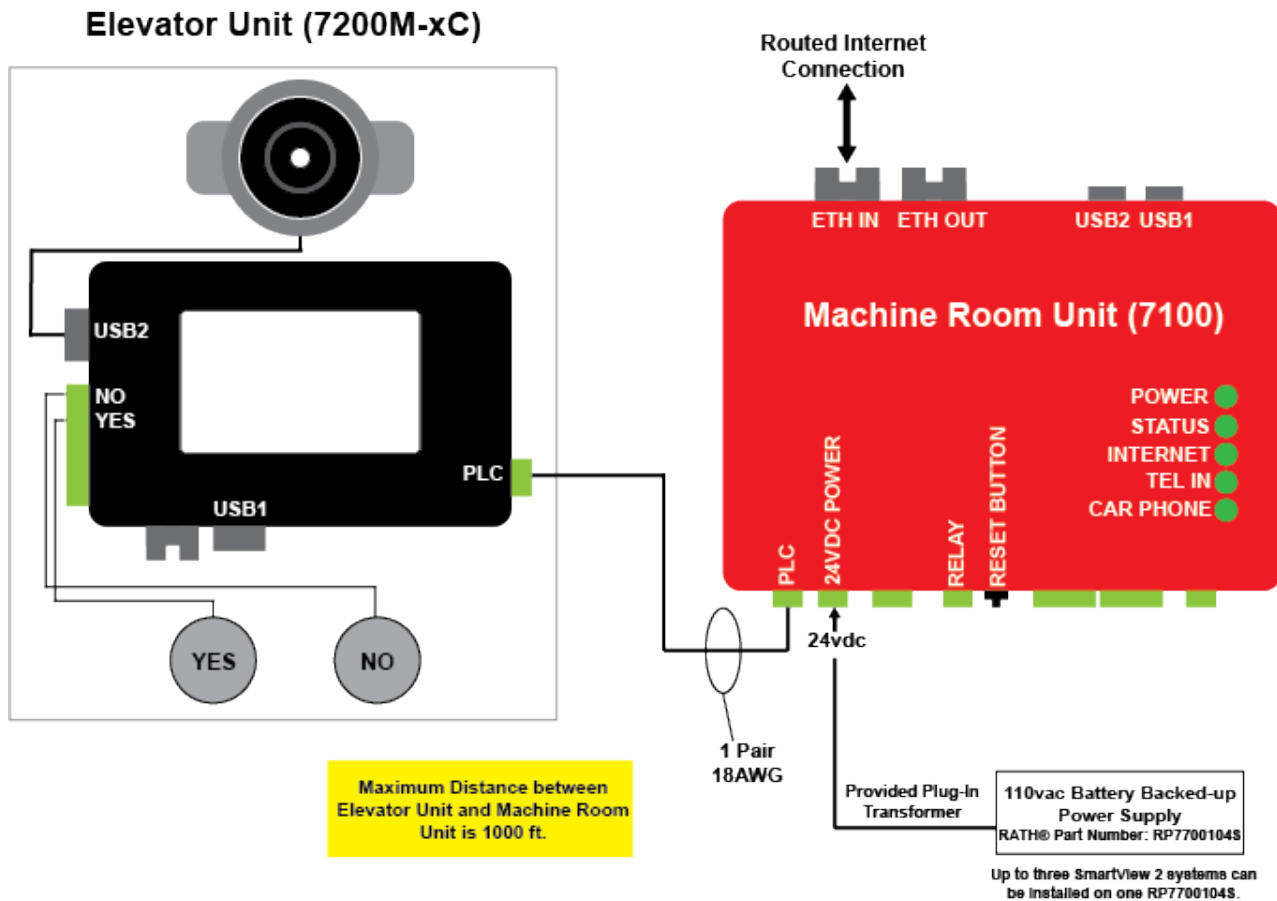 Elevator Unit (7200M-xC)
USB2
NO
YES
USB1
PLC
YES
NO
Maximum Distance between
Elevator Unit and Machine Room
Unit is 1000 ft.
Routed Internet
Connection
ETH IN
ETH OUT
USB2
USB1
Machine Room Unit (7100)
POWER
STATUS
INTERNET
TEL IN
CAR PHONE
PLC
24VDC POWER
RELAY
RESET BUTTON
24vdc
1 Pair
18AWG
Provided Plug-In
Transformer
110vac Battery Backed-up
Power Supply
RATH® Part Number: RP7700104S
Up to three SmartView 2 systems can
be installed on one RP7700104S.